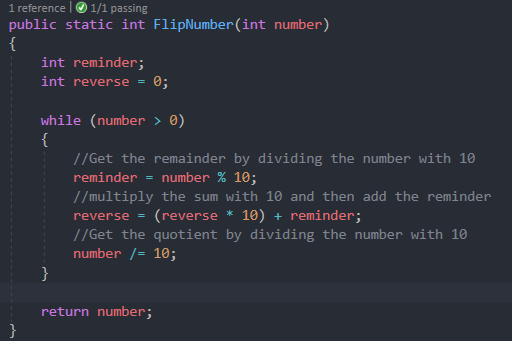 1 reference | 1/1 passing
public static int FlipNumber(int number)
{
    int reminder;
    int reverse = 0;

    while (number > 0)
    {
        //Get the remainder by dividing the number with 10
        reminder = number % 10;
        //multiply the sum with 10 and then add the reminder
        reverse = (reverse * 10) + reminder;
        //Get the quotient by dividing the number with 10
        number /= 10;
    }

    return number;
}